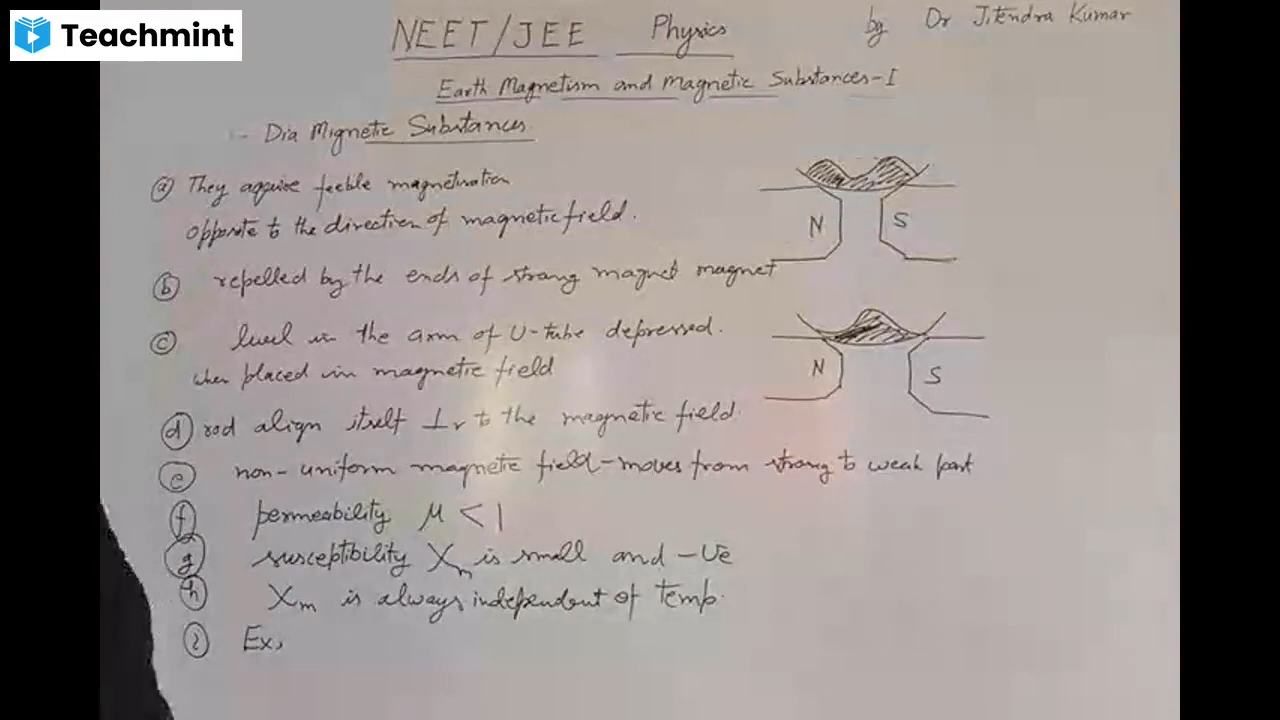 Teachmint
NEET/JEE Physics by Dr Jitendra Kumar
Earth Magnetism and Magnetic Substances-I
Dia Mignetic Substances
ⓐ They aquire feeble magnetisation
opposite to the direction of magnetic field.
ⓑ repelled by the ends of strong magnet magnet
ⓒ level in the arm of U-tube depressed.
when placed in magnetic field
ⓓ rod align itself ⊥r to the magnetic field.
ⓔ non-uniform magnetic field-moves from strong to weak part
ⓕ permeability μ < 1
ⓖ susceptibility Xm is small and -Ve
ⓗ Xm is always independent of Temp.
ⓘ Ex,
N S
N S